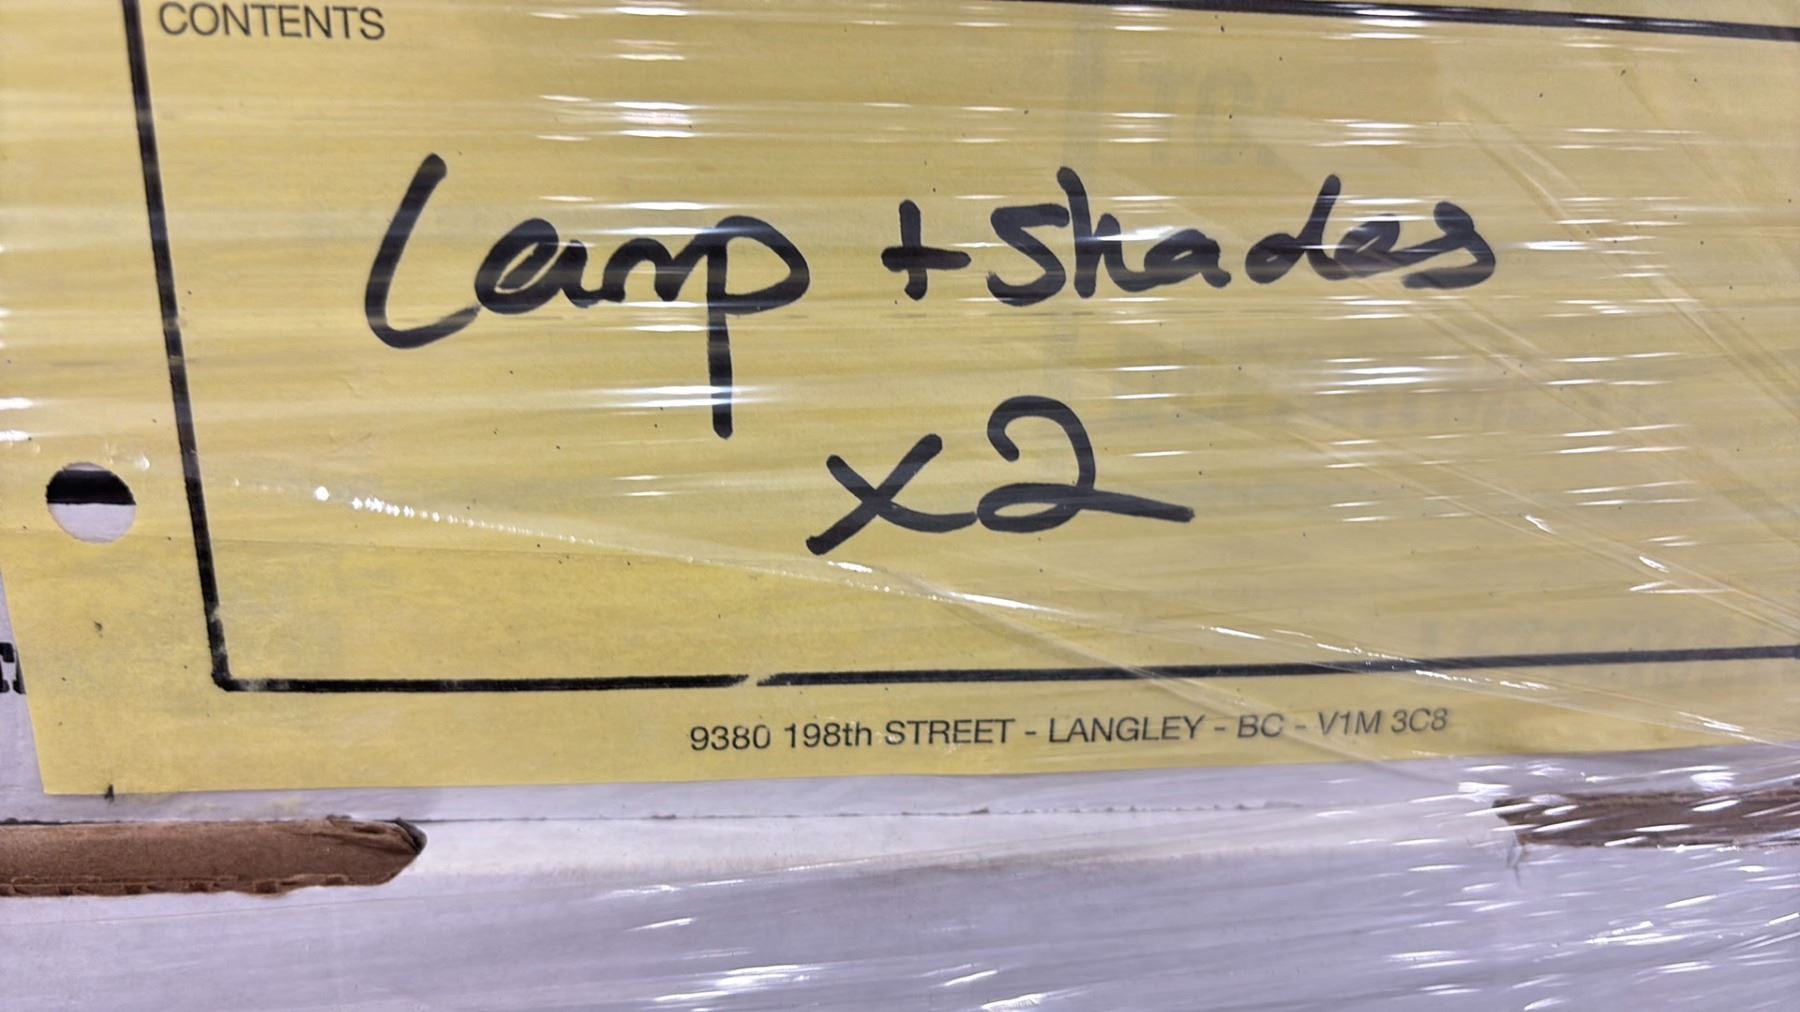 CONTENTS
Lamp + Shades
x2
9380 198th STREET - LANGLEY - BC - V1M 3C8